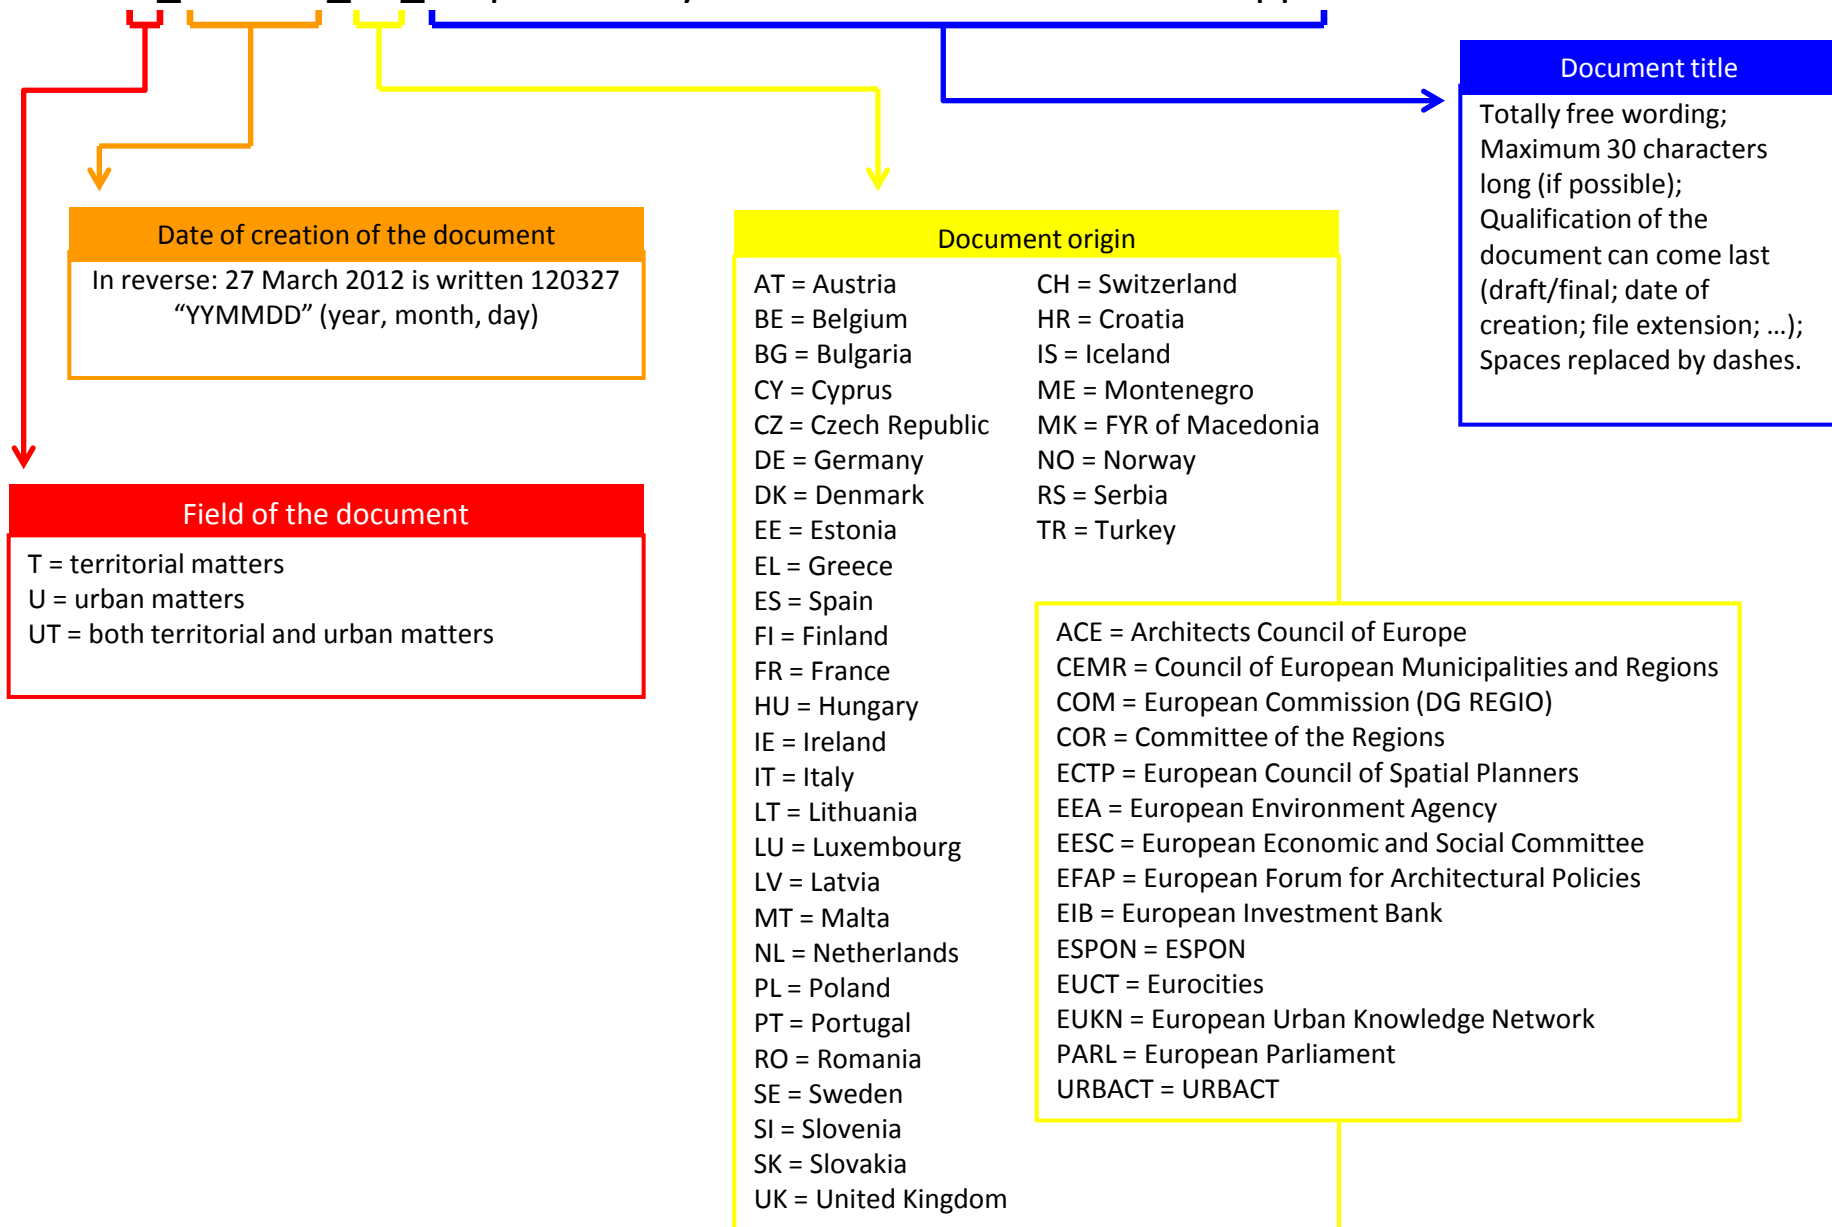 Document title
Totally free wording;
Maximum 30 characters
long (if possible);
Qualification of the
document can come last
(draft/final; date of
creation; file extension; …);
Spaces replaced by dashes.
Date of creation of the document
In reverse: 27 March 2012 is written 120327
“YYMMDD” (year, month, day)
Field of the document
T = territorial matters
U = urban matters
UT = both territorial and urban matters
Document origin
AT = Austria
BE = Belgium
BG = Bulgaria
CY = Cyprus
CZ = Czech Republic
DE = Germany
DK = Denmark
EE = Estonia
EL = Greece
ES = Spain
FI = Finland
FR = France
HU = Hungary
IE = Ireland
IT = Italy
LT = Lithuania
LU = Luxembourg
LV = Latvia
MT = Malta
NL = Netherlands
PL = Poland
PT = Portugal
RO = Romania
SE = Sweden
SI = Slovenia
SK = Slovakia
UK = United Kingdom
CH = Switzerland
HR = Croatia
IS = Iceland
ME = Montenegro
MK = FYR of Macedonia
NO = Norway
RS = Serbia
TR = Turkey
ACE = Architects Council of Europe
CEMR = Council of European Municipalities and Regions
COM = European Commission (DG REGIO)
COR = Committee of the Regions
ECTP = European Council of Spatial Planners
EEA = European Environment Agency
EESC = European Economic and Social Committee
EFAP = European Forum for Architectural Policies
EIB = European Investment Bank
ESPON = ESPON
EUCT = Eurocities
EUKN = European Urban Knowledge Network
PARL = European Parliament
URBACT = URBACT